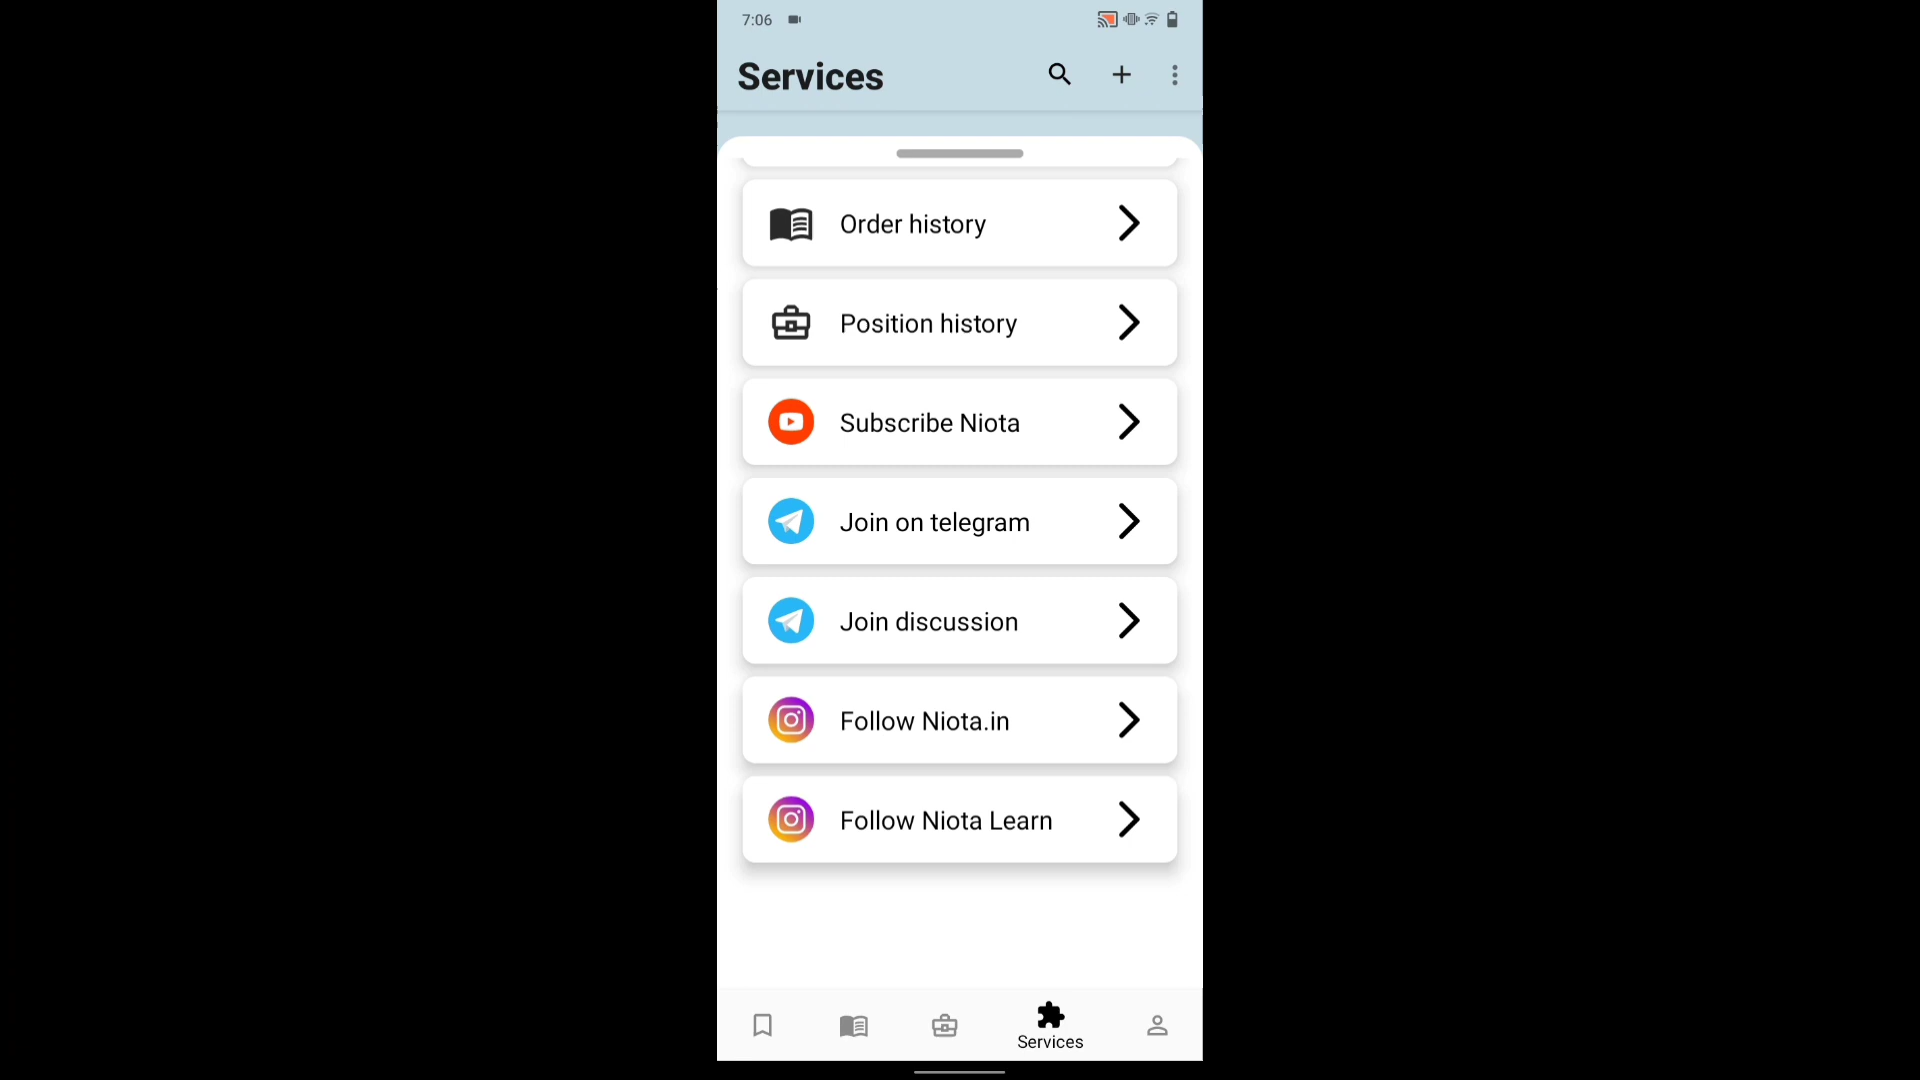 7:06
Services
Order history
Position history
Subscribe Niota
Join on telegram
Join discussion
Follow Niota.in
Follow Niota Learn
Services